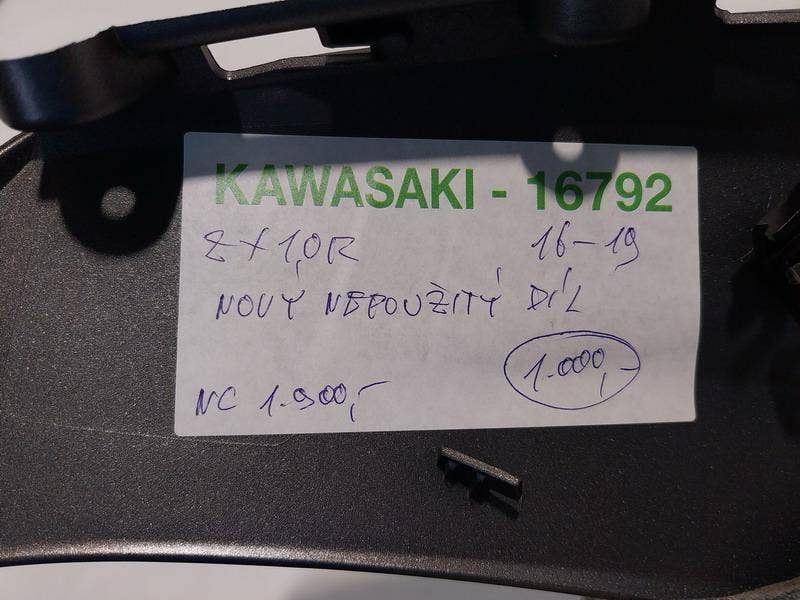 KAWASAKI - 16792
ZX10R 16-19
NOVÝ NEPOUŽITÝ DÍL
1.000,-
NC 1.900,-